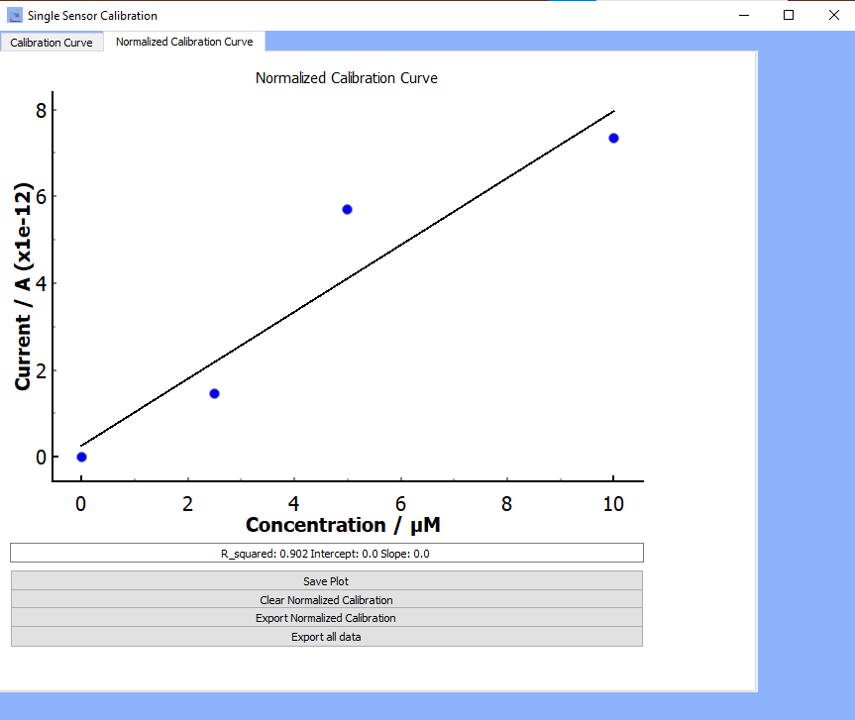 Single Sensor Calibration
Calibration Curve
Normalized Calibration Curve
Normalized Calibration Curve
8
6
4
2
0
Current / A (x1e-12)
0 2 4 6 8 10
Concentration / µM
R_squared: 0.902 Intercept: 0.0 Slope: 0.0
Save Plot
Clear Normalized Calibration
Export Normalized Calibration
Export all data